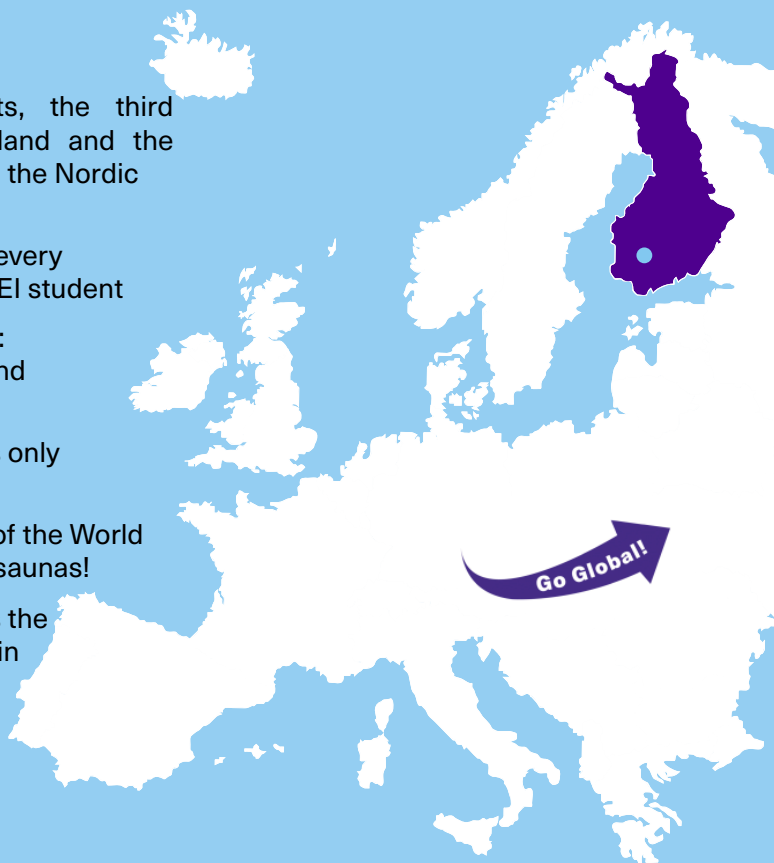 ts, the third
land and the
the Nordic
every
EI student
:
nd
only
of the World
saunas!
the
in
Go Global!